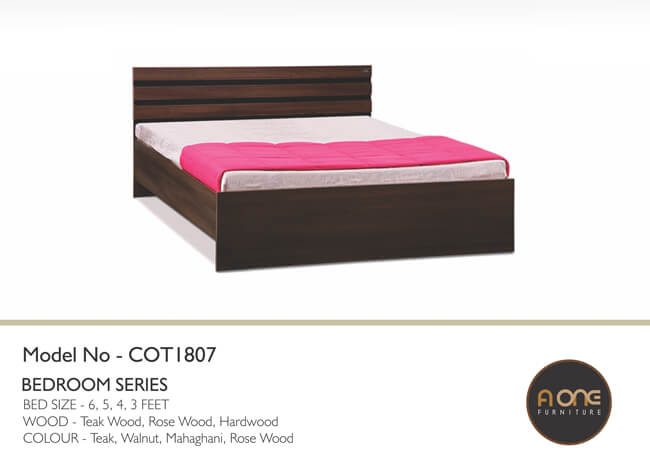 Model No - COT1807
BEDROOM SERIES
BED SIZE - 6, 5, 4, 3 FEET
WOOD - Teak Wood, Rose Wood, Hardwood
COLOUR - Teak, Walnut, Mahaghani, Rose Wood
A ONE
FURNITURE